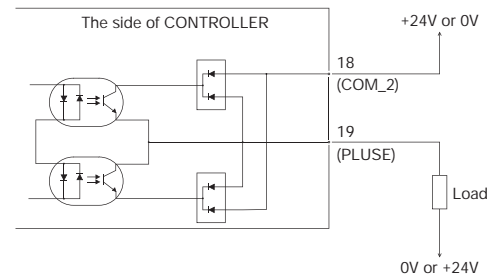 The side of CONTROLLER
+24V or 0V
18
(COM_2)
19
(PLUSE)
Load
0V or +24V